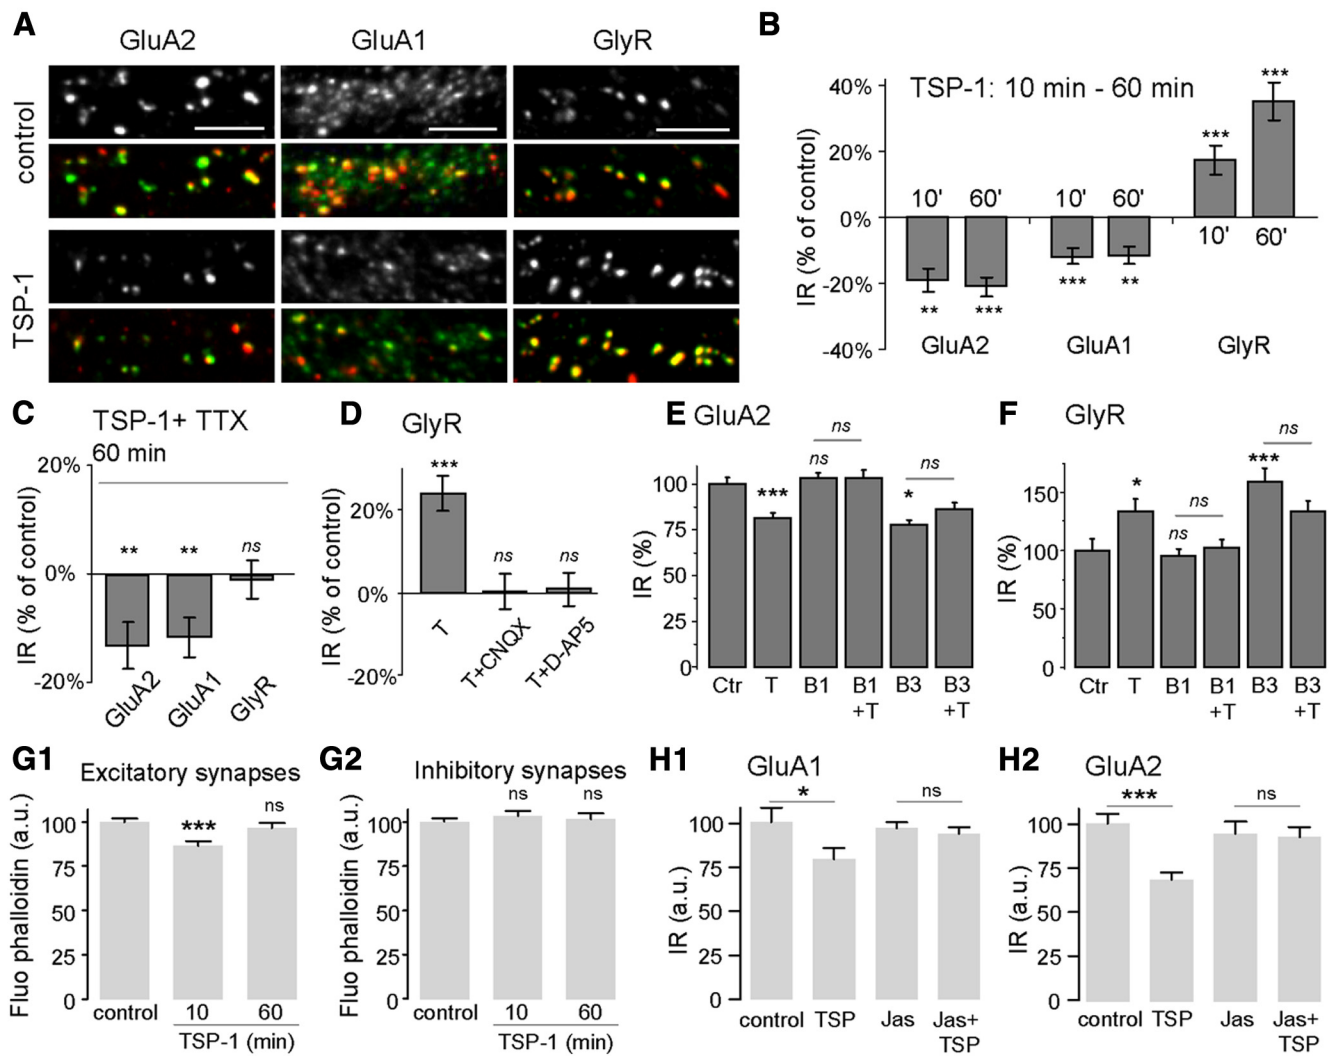 A
GluA2 GluA1 GlyR
control
TSP-1
B
TSP-1: 10 min - 60 min
IR (% of control)
40%
20%
0%
-20%
-40%
*** ***
10' 60' 10' 60'
10' 60'
** *** *** **
GluA2 GluA1 GlyR
C
TSP-1+ TTX
60 min
IR (% of control)
20%
0%
-20%
** ** ns
GluA2 GluA1 GlyR
D
GlyR
IR (% of control)
20%
0%
-20%
*** ns ns
T T+CNQX T+D-AP5
E GluA2
IR (%)
100
75
50
25
0
ns
*** ns * ns
Ctr T B1 B1 B3 B3
+T +T
F GlyR
IR (%)
150
100
50
0
ns
* ns ns ***
Ctr T B1 B1 B3 B3
+T +T
G1
Excitatory synapses
Fluo phalloidin (a.u.)
100
75
50
25
0
*** ns
control 10 60
TSP-1 (min)
G2
Inhibitory synapses
Fluo phalloidin (a.u.)
100
75
50
25
0
ns ns
control 10 60
TSP-1 (min)
H1
GluA1
IR (a.u.)
100
75
50
25
0
* ns
control TSP Jas Jas+
TSP
H2
GluA2
IR (a.u.)
100
75
50
25
0
*** ns
control TSP Jas Jas+
TSP